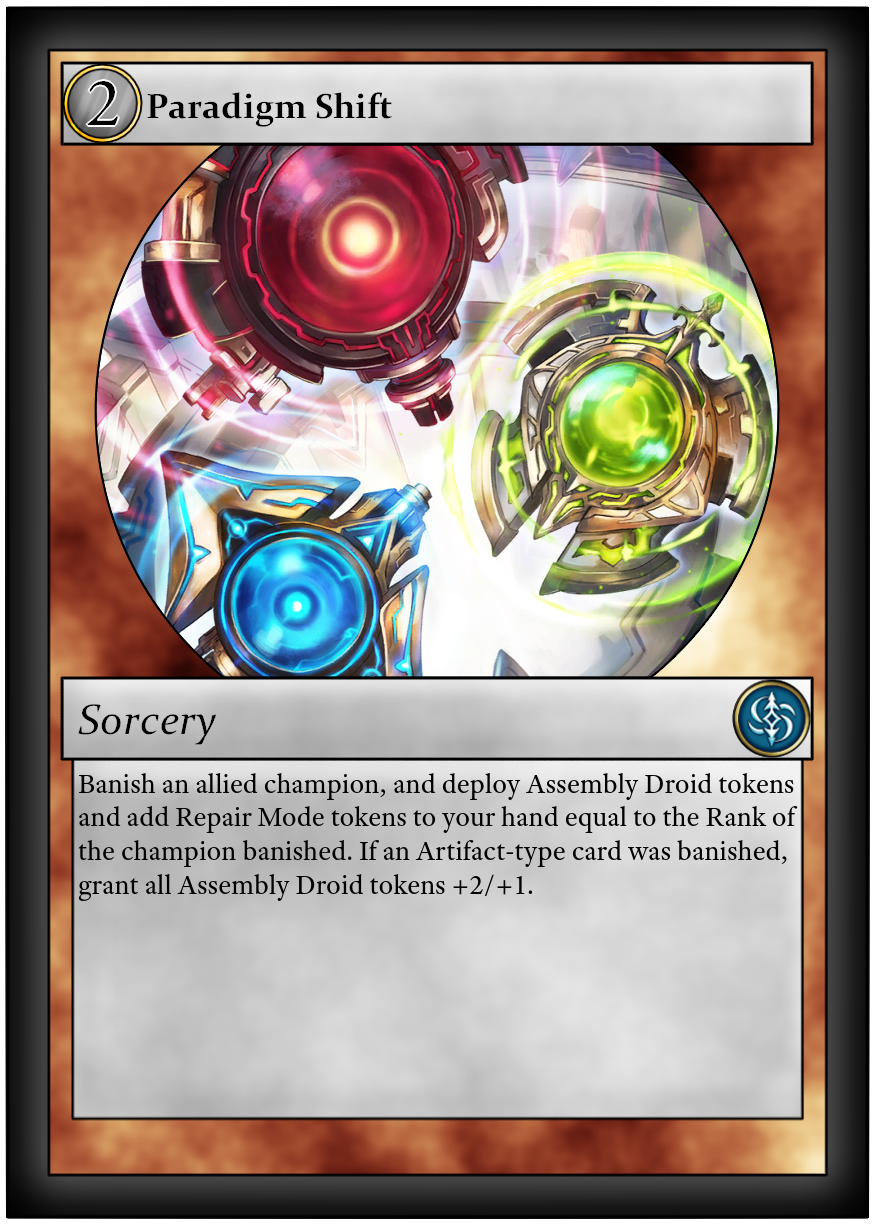 2
Paradigm Shift
Sorcery
Banish an allied champion, and deploy Assembly Droid tokens
and add Repair Mode tokens to your hand equal to the Rank of
the champion banished. If an Artifact-type card was banished,
grant all Assembly Droid tokens +2/+1.